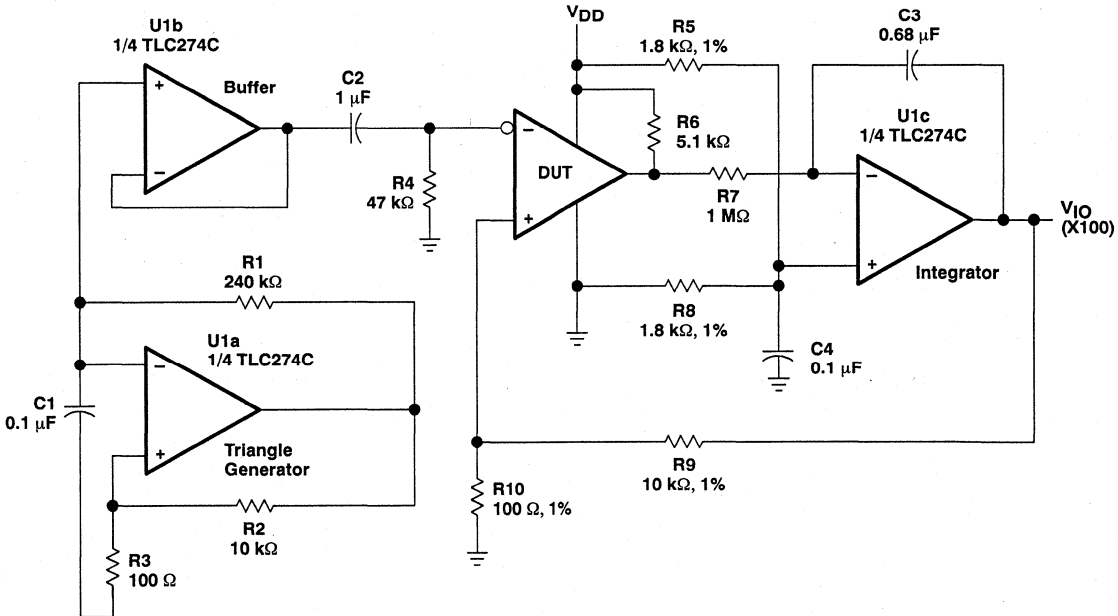 U1b
1/4 TLC274C
Buffer
+
−
C2
1 µF
R4
47 kΩ
VDD
R5
1.8 kΩ, 1%
R6
5.1 kΩ
−
DUT
+
R7
1 MΩ
C3
0.68 µF
U1c
1/4 TLC274C
−
+
Integrator
VIO
(X100)
R8
1.8 kΩ, 1%
C4
0.1 µF
R1
240 kΩ
U1a
1/4 TLC274C
−
+
Triangle
Generator
C1
0.1 µF
R2
10 kΩ
R3
100 Ω
R9
10 kΩ, 1%
R10
100 Ω, 1%